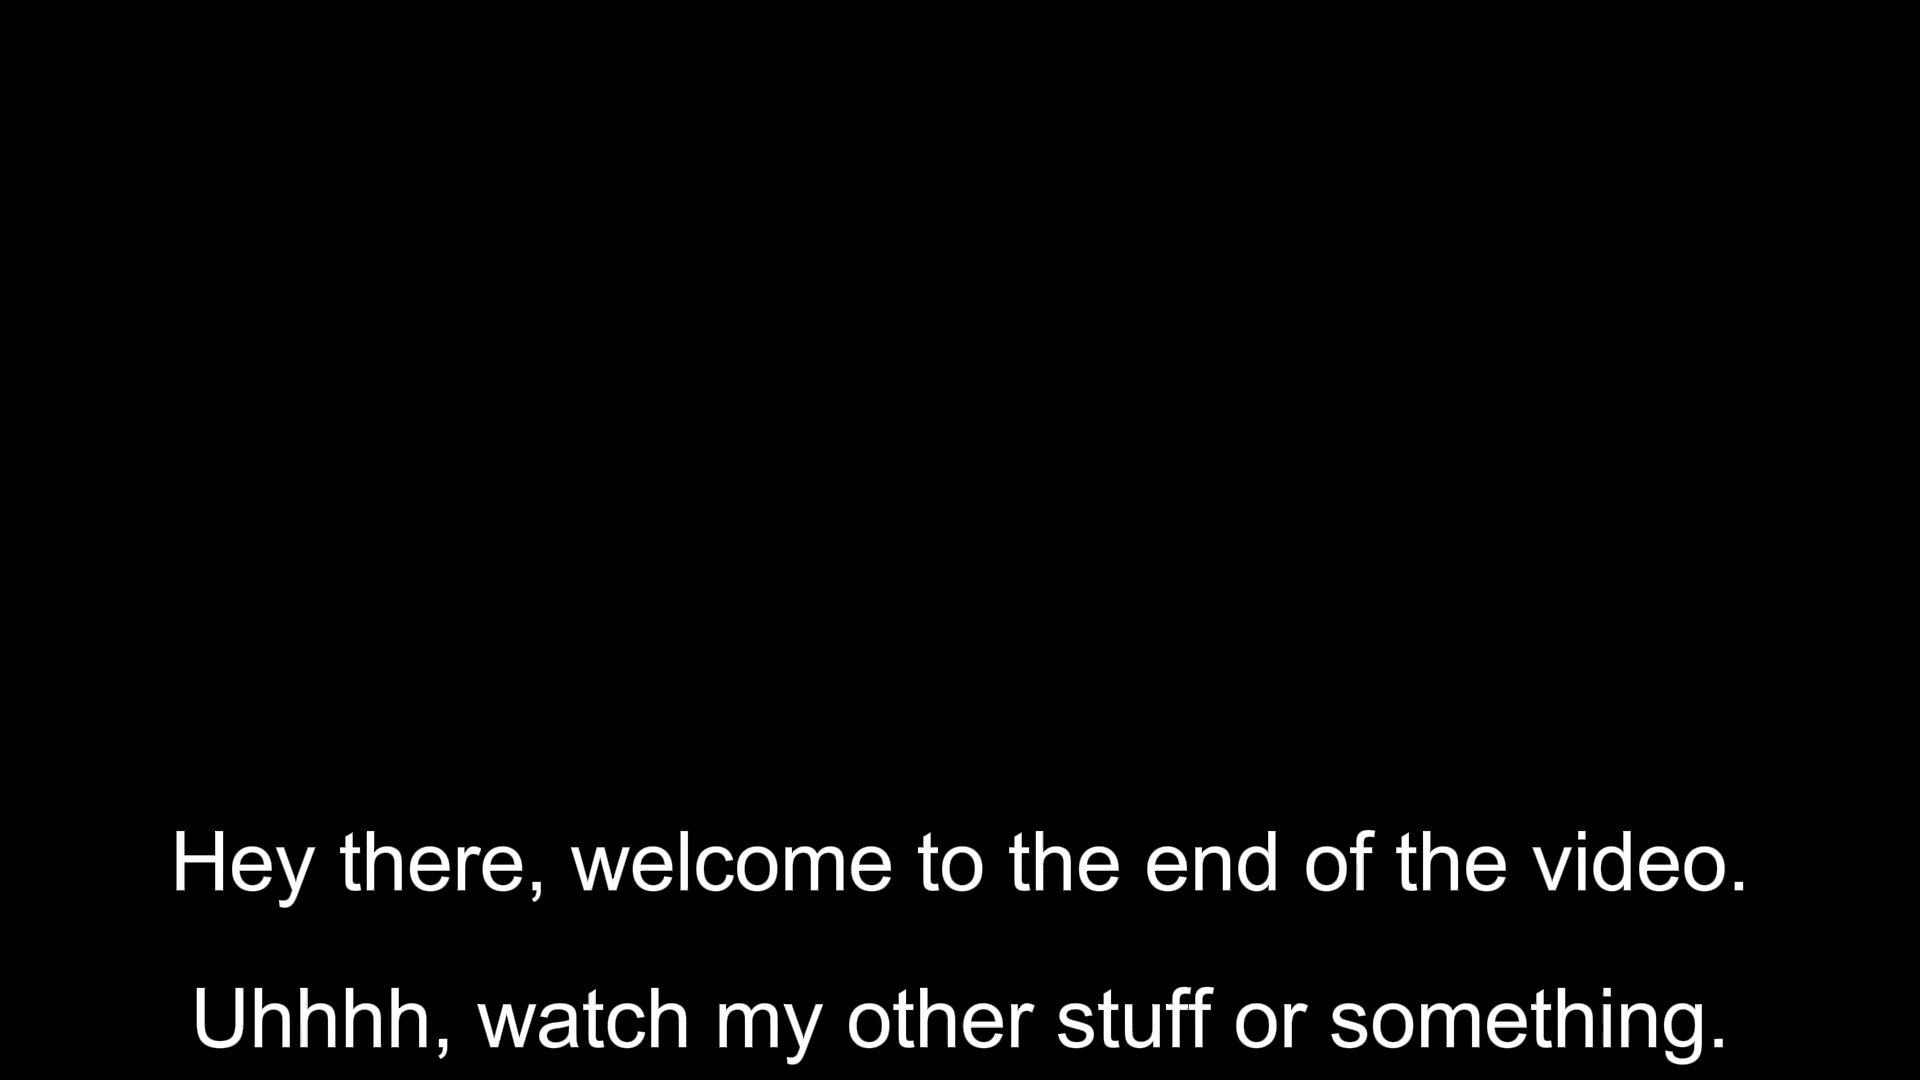 Hey there, welcome to the end of the video.
Uhhhh, watch my other stuff or something.